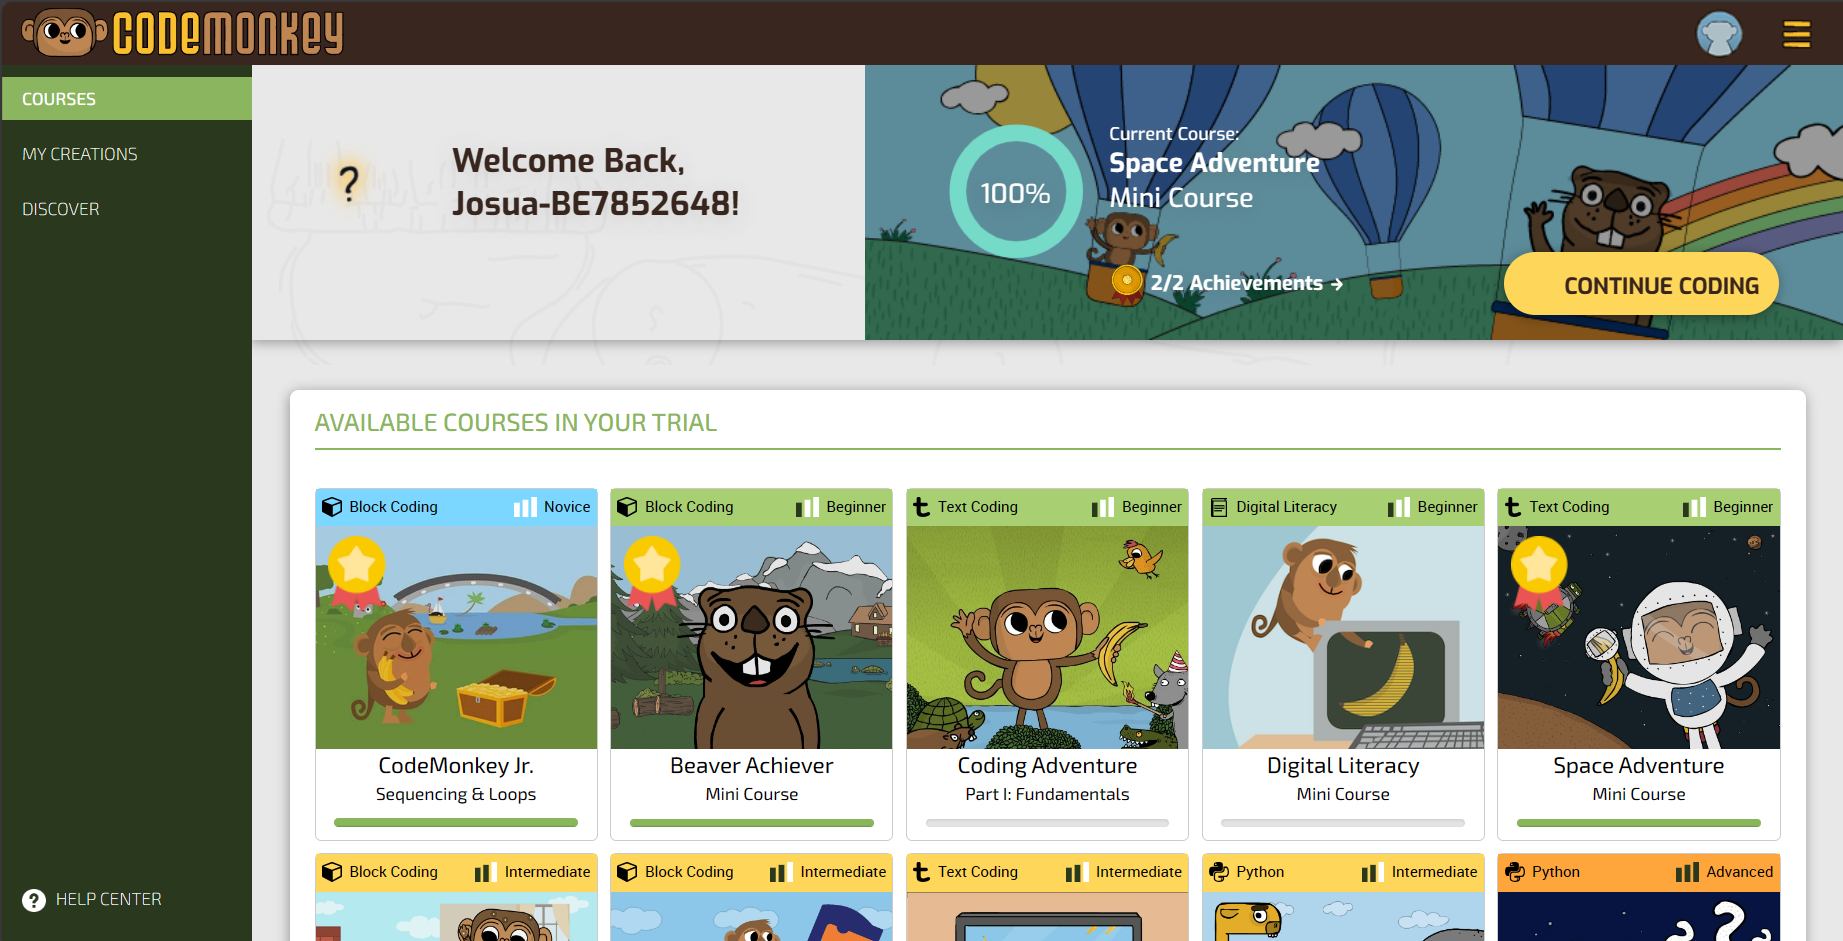 CODEMONKEY
COURSES
MY CREATIONS
DISCOVER
?
Welcome Back,
Josua-BE7852648!
100%
Current Course:
Space Adventure
Mini Course
2/2 Achievements →
CONTINUE CODING
AVAILABLE COURSES IN YOUR TRIAL
Block Coding Novice
CodeMonkey Jr.
Sequencing & Loops
Block Coding Beginner
Beaver Achiever
Mini Course
Text Coding Beginner
Coding Adventure
Part I: Fundamentals
Digital Literacy Beginner
Digital Literacy
Mini Course
Text Coding Beginner
Space Adventure
Mini Course
Block Coding Intermediate
Block Coding Intermediate
Text Coding Intermediate
Python Intermediate
Python Advanced
?
? HELP CENTER